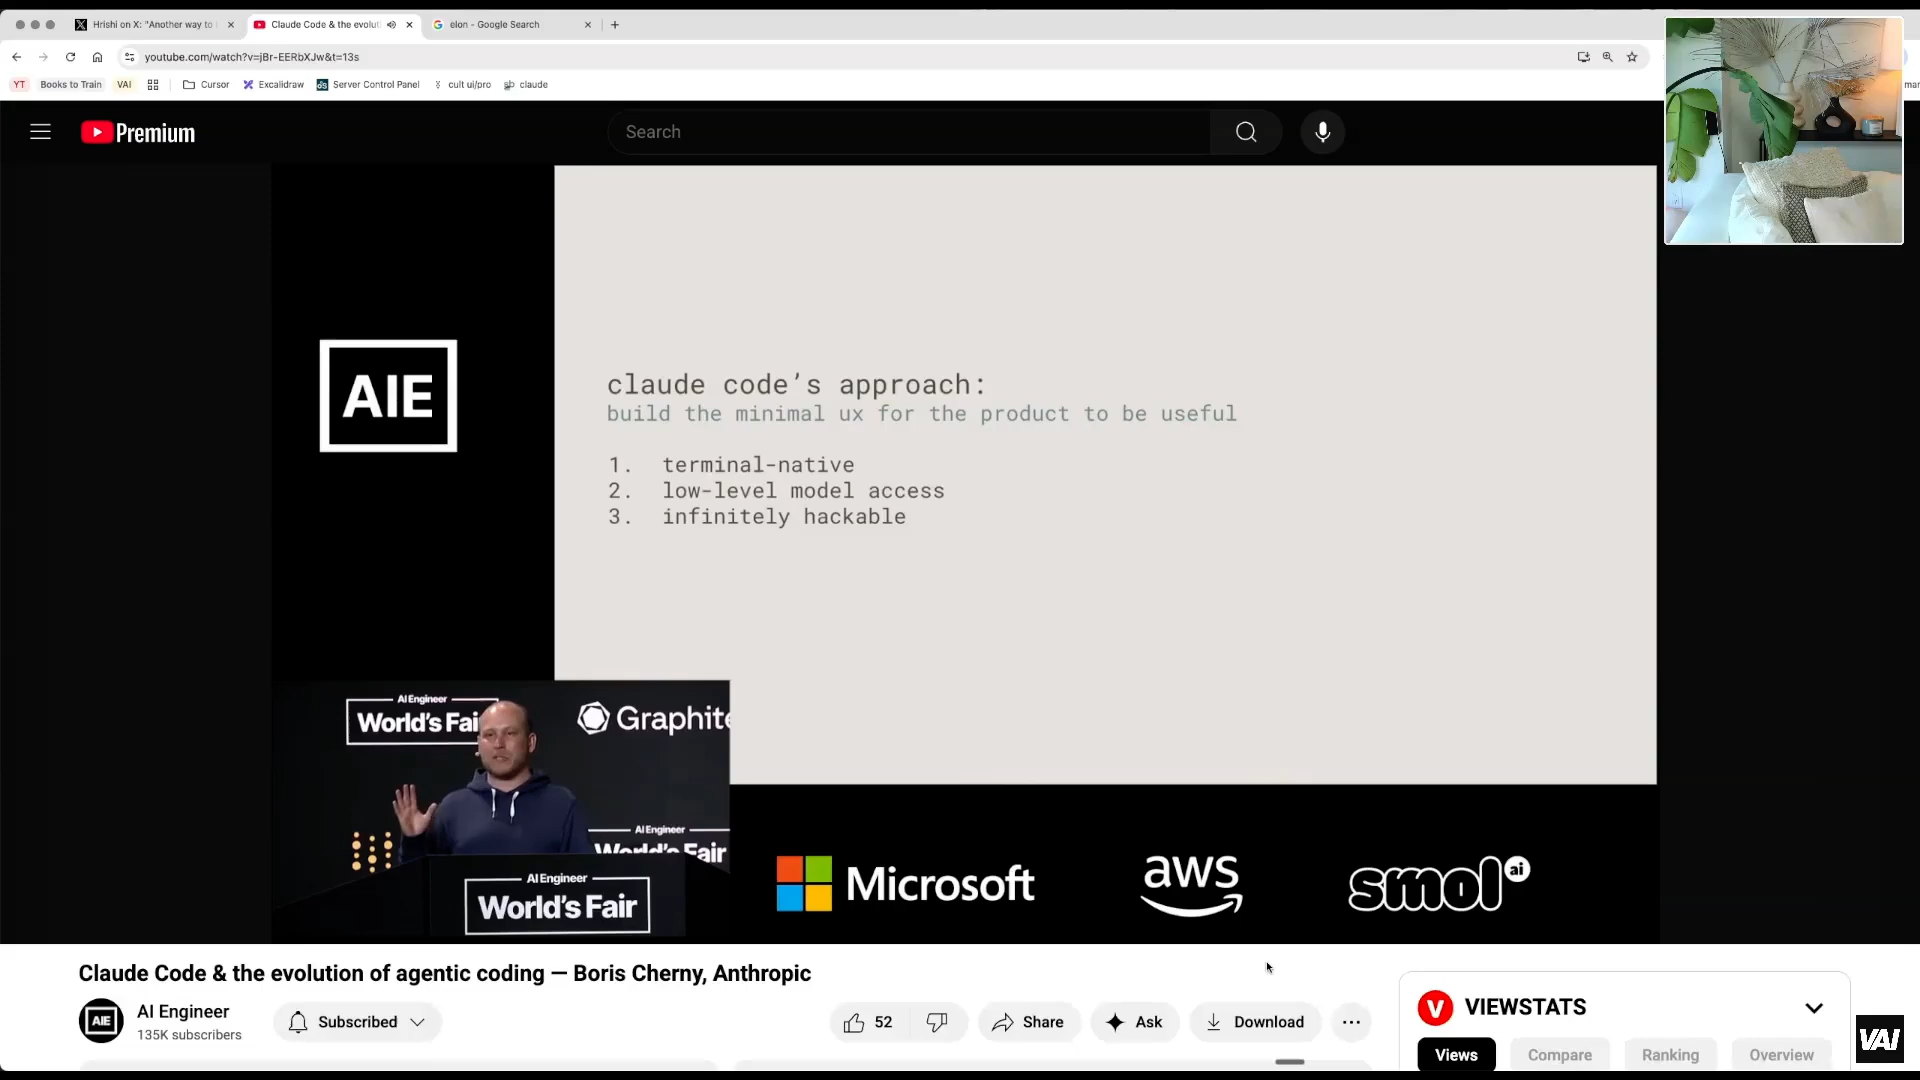 Hrishi on X: "Another way to
Claude Code & the evolut
elon - Google Search
youtube.com/watch?v=jBr-EERbXJw&t=13s
YT
Books to Train
VAI
Cursor
Excalidraw
Server Control Panel
cult ui/pro
claude
Premium
Search
AIE
claude code’s approach:
build the minimal ux for the product to be useful
1. terminal-native
2. low-level model access
3. infinitely hackable
AI Engineer
World's Fai
Graphite
AI Engineer
World's Fair
AI Engineer
World's Fair
Microsoft
aws
smol ai
Claude Code & the evolution of agentic coding — Boris Cherny, Anthropic
AIE
AI Engineer
135K subscribers
Subscribed
52
Share
Ask
Download
V
VIEWSTATS
Views
Compare
Ranking
Overview
VAI